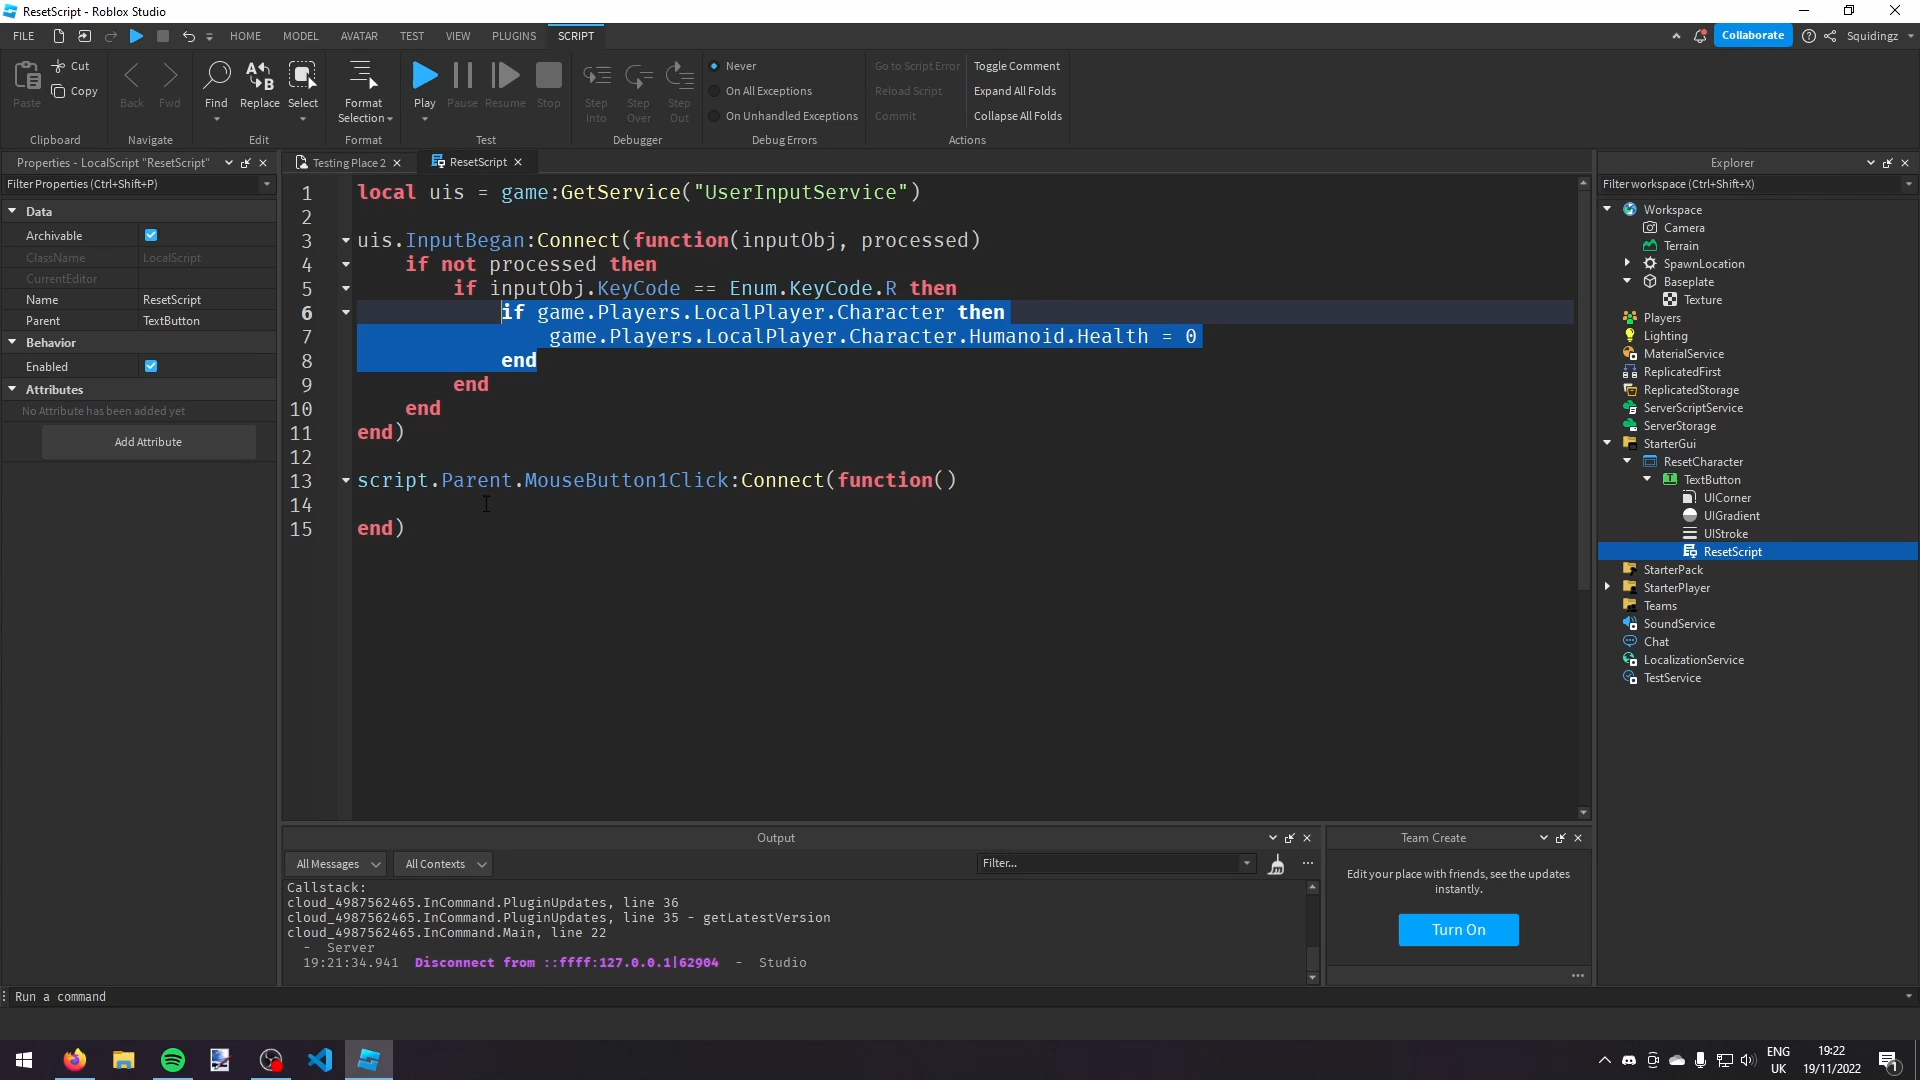 ResetScript - Roblox Studio
FILE HOME MODEL AVATAR TEST VIEW PLUGINS SCRIPT Collaborate Squidingz
Paste Cut Copy Back Fwd Find Replace Select Format Selection Play Pause Resume Stop Step Into Step Over Step Out
Never
On All Exceptions
On Unhandled Exceptions
Go to Script Error
Reload Script
Commit
Toggle Comment
Expand All Folds
Collapse All Folds
Clipboard Navigate Edit Format Test Debugger Debug Errors Actions
Properties - LocalScript "ResetScript"
Filter Properties (Ctrl+Shift+P)
Data
Archivable
ClassName LocalScript
CurrentEditor
Name ResetScript
Parent TextButton
Behavior
Enabled
Attributes
No Attribute has been added yet
Add Attribute
Testing Place 2 ResetScript
1 local uis = game:GetService("UserInputService")
2
3 uis.InputBegan:Connect(function(inputObj, processed)
4 if not processed then
5 if inputObj.KeyCode == Enum.KeyCode.R then
6 if game.Players.LocalPlayer.Character then
7 game.Players.LocalPlayer.Character.Humanoid.Health = 0
8 end
9 end
10 end
11 end)
12
13 script.Parent.MouseButton1Click:Connect(function()
14
15 end)
Explorer
Filter workspace (Ctrl+Shift+X)
Workspace
Camera
Terrain
SpawnLocation
Baseplate
Texture
Players
Lighting
MaterialService
ReplicatedFirst
ReplicatedStorage
ServerScriptService
ServerStorage
StarterGui
ResetCharacter
TextButton
UICorner
UIGradient
UIStroke
ResetScript
StarterPack
StarterPlayer
Teams
SoundService
Chat
LocalizationService
TestService
Output
All Messages All Contexts Filter...
Callstack:
cloud_4987562465.InCommand.PluginUpdates, line 36
cloud_4987562465.InCommand.PluginUpdates, line 35 - getLatestVersion
cloud_4987562465.InCommand.Main, line 22
- Server
19:21:34.941 Disconnect from ::ffff:127.0.0.1|62904 - Studio
Team Create
Edit your place with friends, see the updates
instantly.
Turn On
Run a command
ENG
UK
19:22
19/11/2022
1